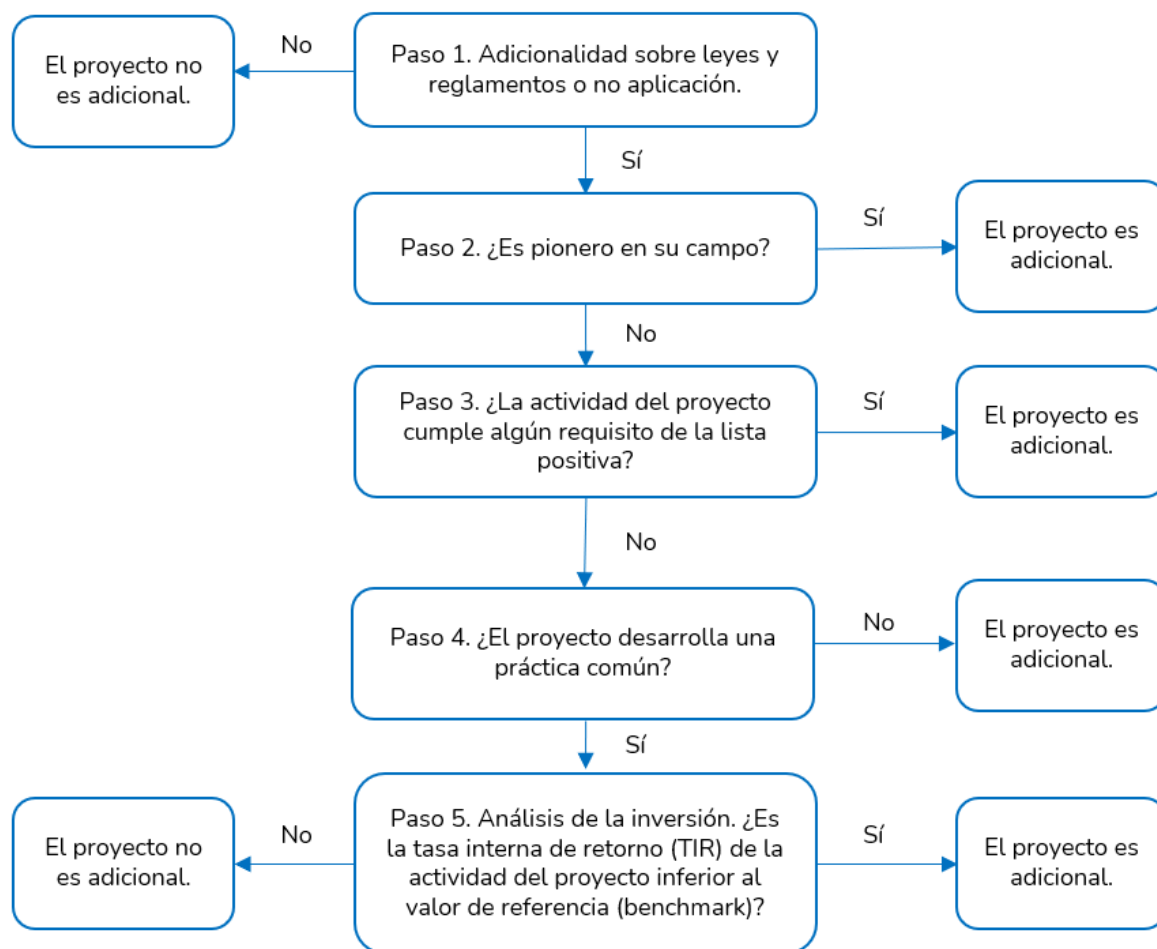 El proyecto no
es adicional.
No
Paso 1. Adicionalidad sobre leyes y
reglamentos o no aplicación.
Sí
Paso 2. ¿Es pionero en su campo?
Sí
El proyecto es
adicional.
No
Paso 3. ¿La actividad del proyecto
cumple algún requisito de la lista
positiva?
Sí
El proyecto es
adicional.
No
Paso 4. ¿El proyecto desarrolla una
práctica común?
No
El proyecto es
adicional.
Sí
El proyecto no
es adicional.
No
Paso 5. Análisis de la inversión. ¿Es
la tasa interna de retorno (TIR) de la
actividad del proyecto inferior al
valor de referencia (benchmark)?
Sí
El proyecto es
adicional.